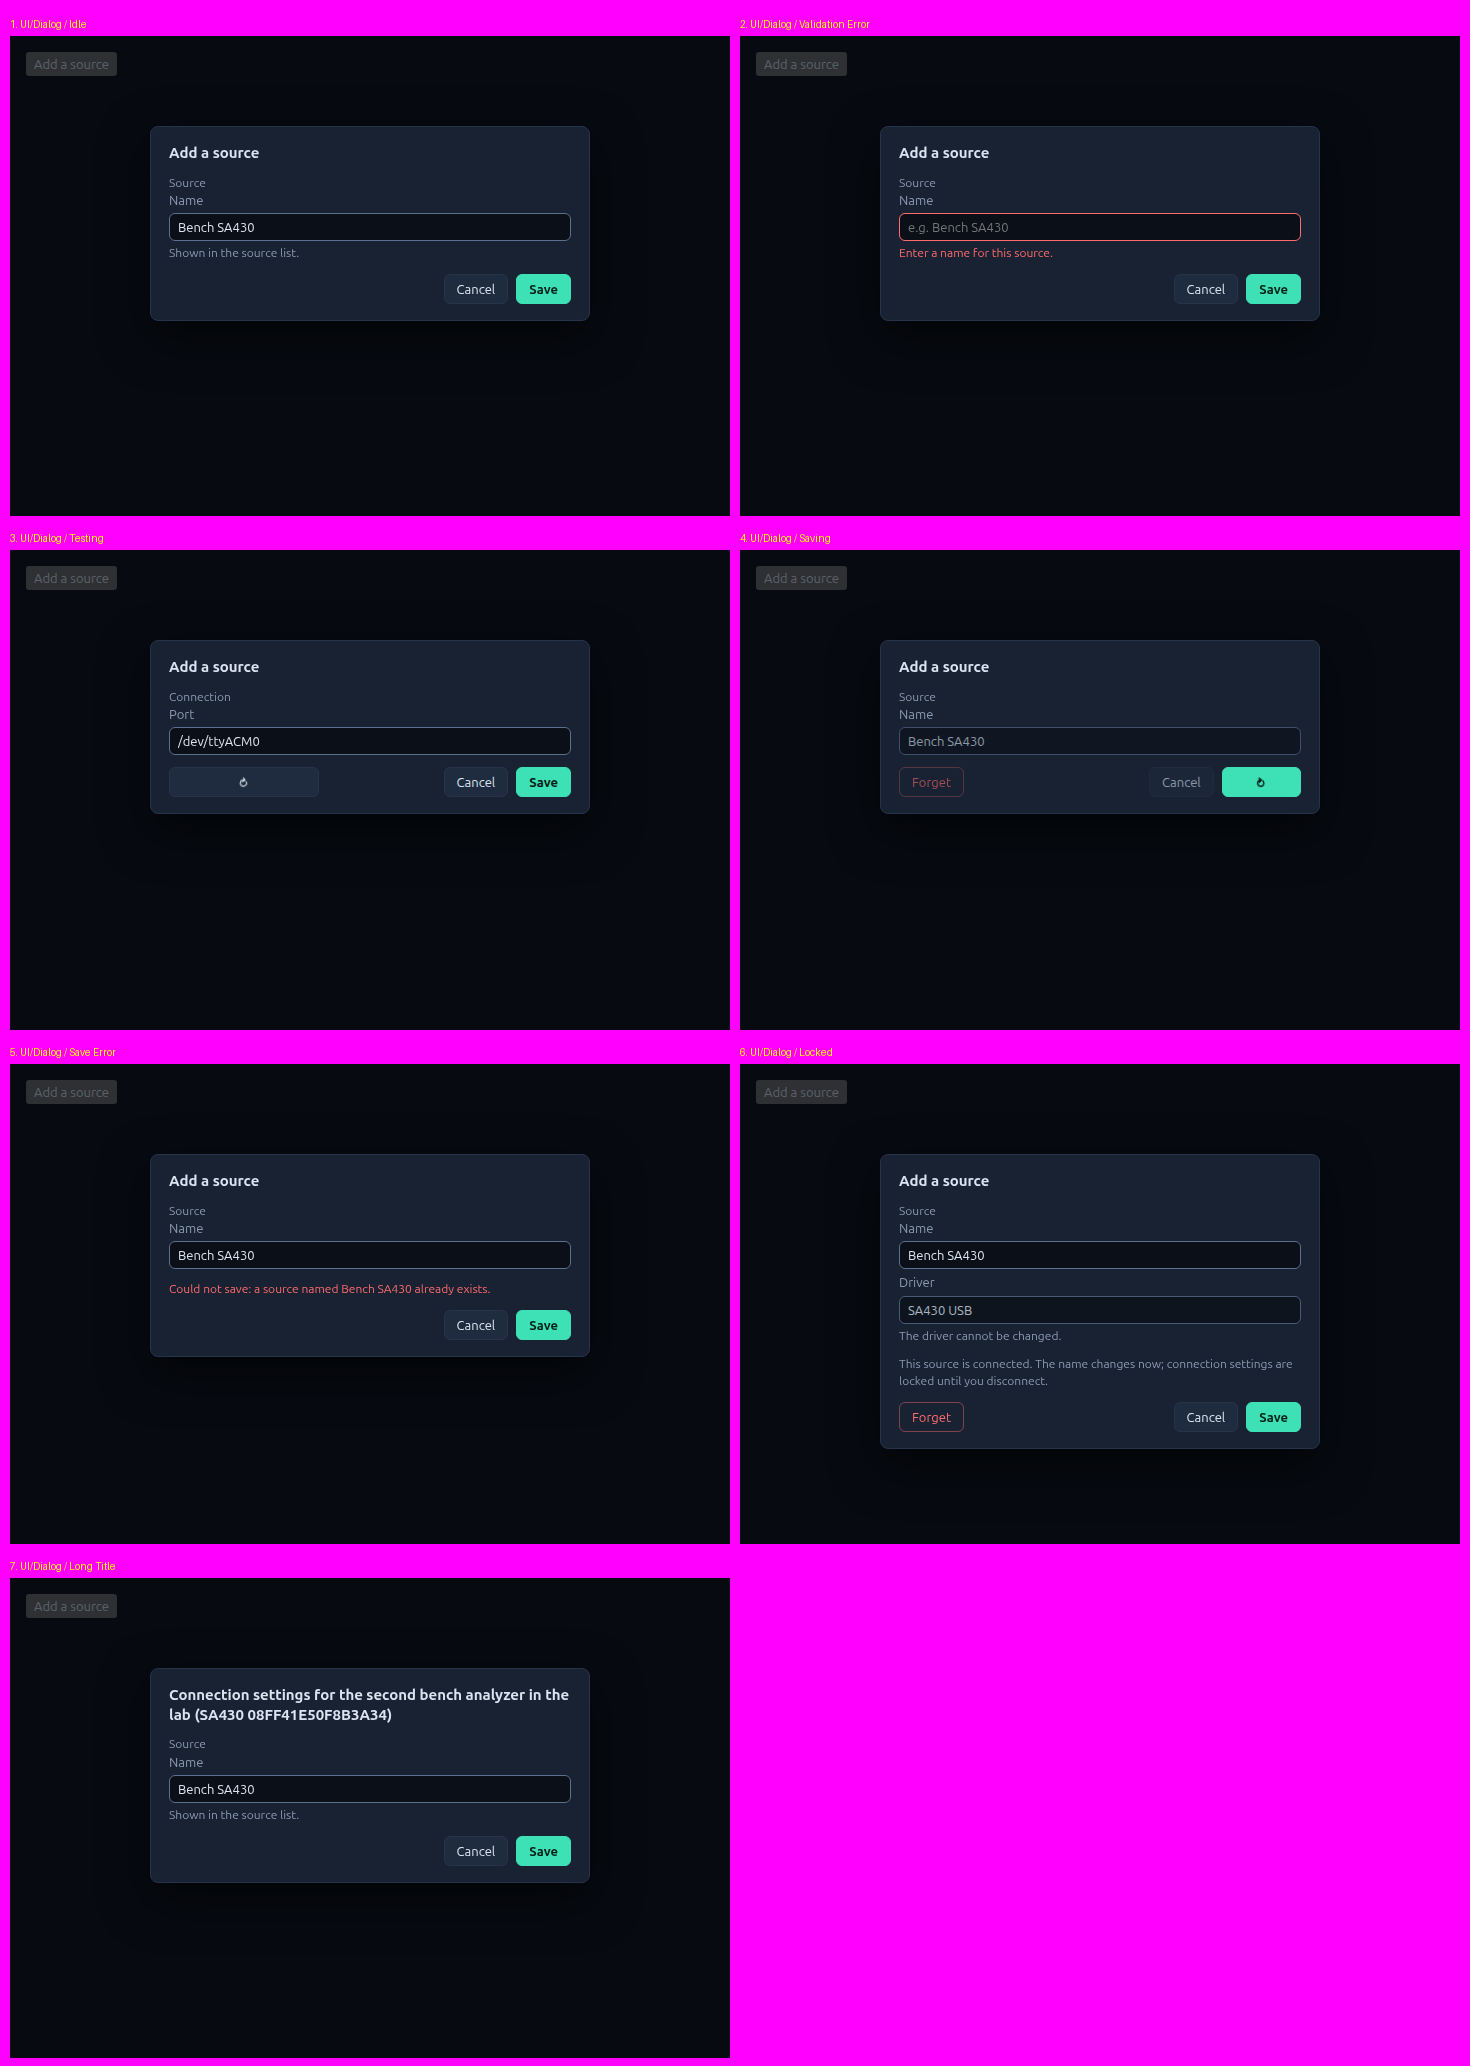 1. UI/Dialog / Idle
Add a source
Add a source
Source
Name
Bench SA430
Shown in the source list.
Cancel
Save
2. UI/Dialog / Validation Error
Add a source
Add a source
Source
Name
e.g. Bench SA430
Enter a name for this source.
Cancel
Save
3. UI/Dialog / Testing
Add a source
Add a source
Connection
Port
/dev/ttyACM0
Cancel
Save
4. UI/Dialog / Saving
Add a source
Add a source
Source
Name
Bench SA430
Forget
Cancel
5. UI/Dialog / Save Error
Add a source
Add a source
Source
Name
Bench SA430
Could not save: a source named Bench SA430 already exists.
Cancel
Save
6. UI/Dialog / Locked
Add a source
Add a source
Source
Name
Bench SA430
Driver
SA430 USB
The driver cannot be changed.
This source is connected. The name changes now; connection settings are
locked until you disconnect.
Forget
Cancel
Save
7. UI/Dialog / Long Title
Add a source
Connection settings for the second bench analyzer in the
lab (SA430 08FF41E50F8B3A34)
Source
Name
Bench SA430
Shown in the source list.
Cancel
Save